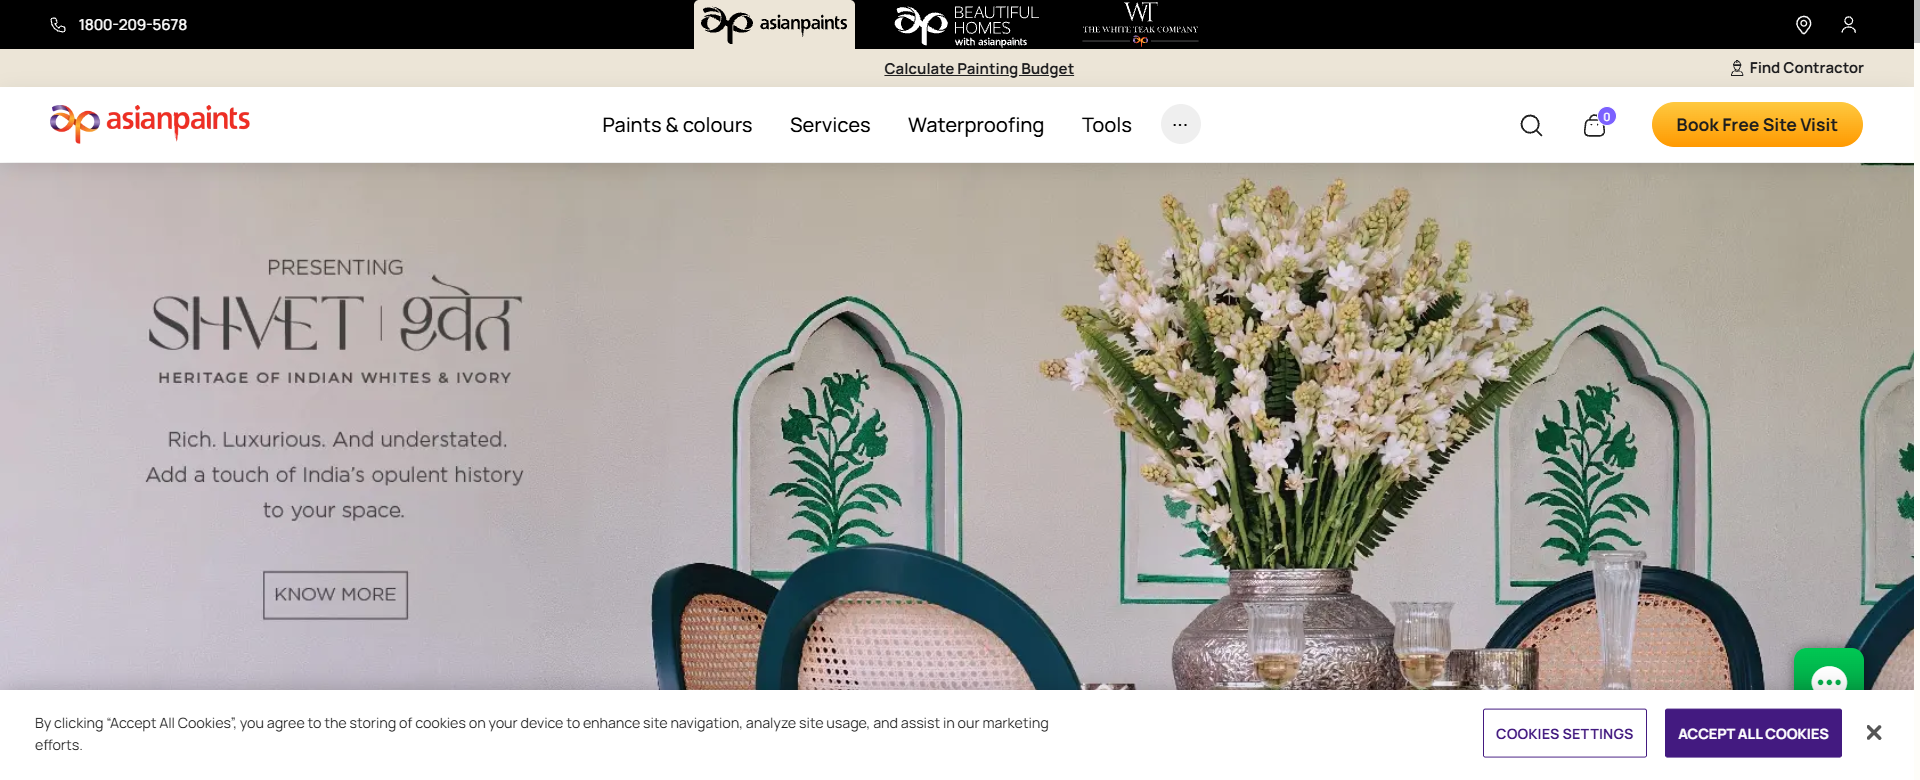 1800-209-5678
asianpaints
BEAUTIFUL
HOMES
with asianpaints
WT
THE WHITE TEAK COMPANY
Calculate Painting Budget
Find Contractor
asianpaints
Paints & colours
Services
Waterproofing
Tools
...
0
Book Free Site Visit
PRESENTING
SHVET | श्वेत
HERITAGE OF INDIAN WHITES & IVORY
Rich. Luxurious. And understated.
Add a touch of India's opulent history
to your space.
KNOW MORE
By clicking “Accept All Cookies”, you agree to the storing of cookies on your device to enhance site navigation, analyze site usage, and assist in our marketing
efforts.
COOKIES SETTINGS
ACCEPT ALL COOKIES